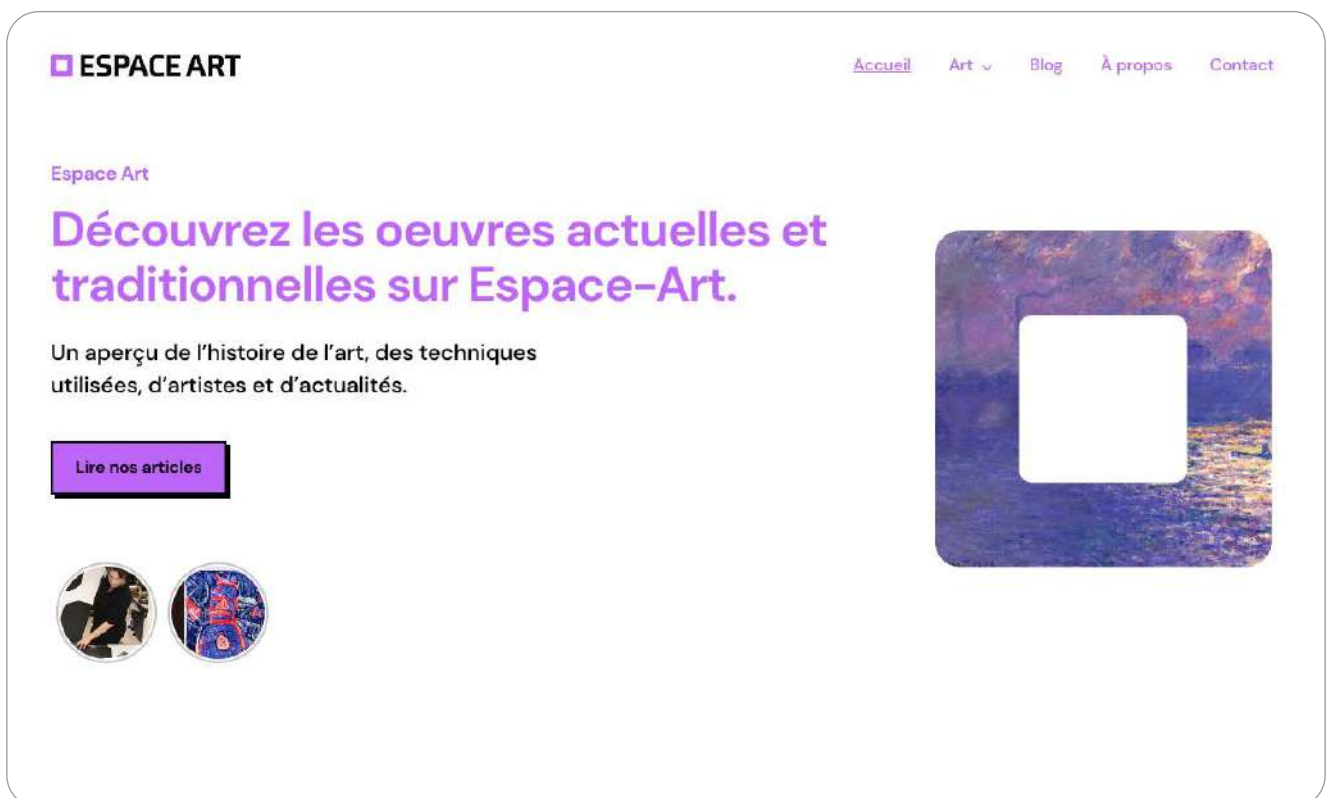 ESPACE ART
Accueil Art Blog À propos Contact
Espace Art
Découvrez les oeuvres actuelles et
traditionnelles sur Espace-Art.
Un aperçu de l'histoire de l'art, des techniques
utilisées, d'artistes et d'actualités.
Lire nos articles